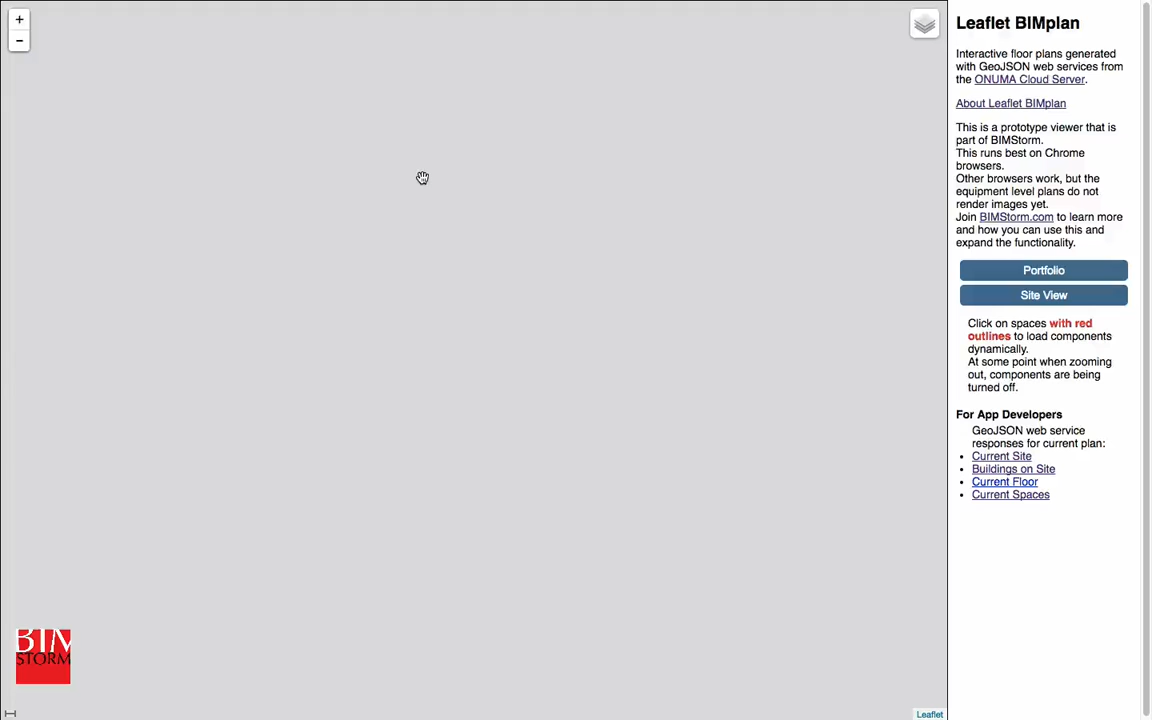 +
−
Leaflet BIMplan
Interactive floor plans generated
with GeoJSON web services from
the ONUMA Cloud Server.
About Leaflet BIMplan
This is a prototype viewer that is
part of BIMStorm.
This runs best on Chrome
browsers.
Other browsers work, but the
equipment level plans do not
render images yet.
Join BIMStorm.com to learn more
and how you can use this and
expand the functionality.
Portfolio
Site View
Click on spaces with red
outlines to load components
dynamically.
At some point when zooming
out, components are being
turned off.
For App Developers
GeoJSON web service
responses for current plan:
• Current Site
• Buildings on Site
• Current Floor
• Current Spaces
BIM
STORM
Leaflet